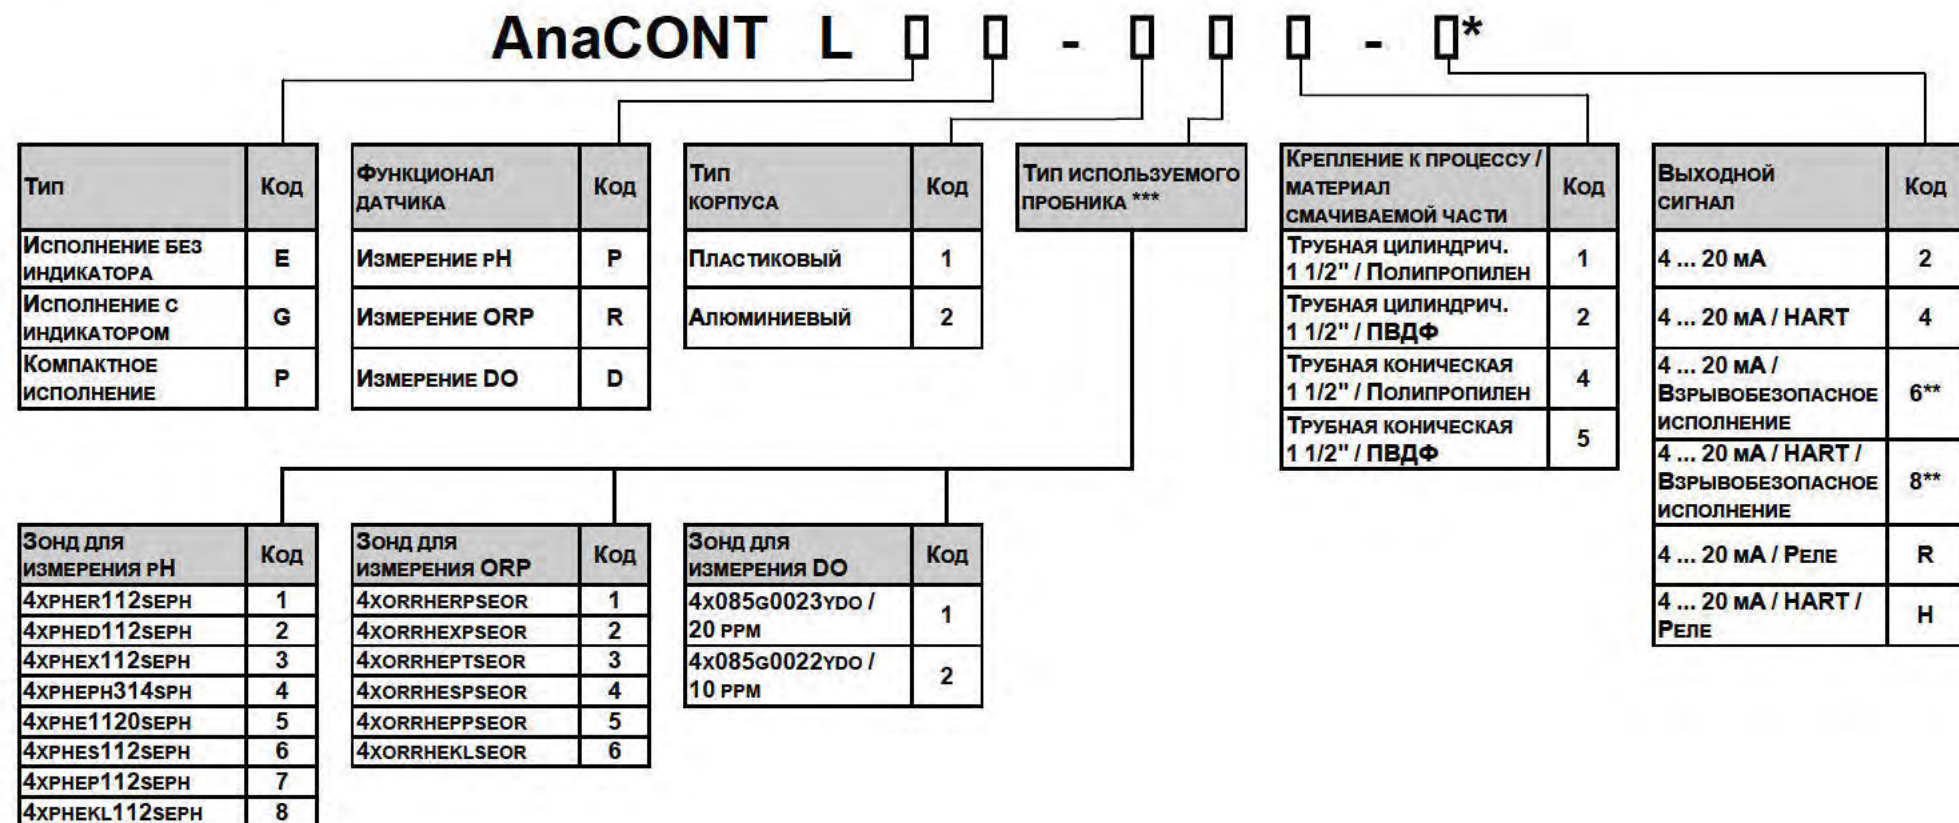 AnaCONT L ▯ ▯ - ▯ ▯ ▯ - ▯*
Тип Код
Исполнение без
индикатора E
Исполнение с
индикатором G
Компактное
исполнение P
Функционал
датчика Код
Измерение pH P
Измерение ORP R
Измерение DO D
Тип
корпуса Код
Пластиковый 1
Алюминиевый 2
Тип используемого
пробника ***
Крепление к процессу /
материал
смачиваемой части Код
Трубная цилиндрич.
1 1/2" / Полипропилен 1
Трубная цилиндрич.
1 1/2" / ПВДФ 2
Трубная коническая
1 1/2" / Полипропилен 4
Трубная коническая
1 1/2" / ПВДФ 5
Выходной
сигнал Код
4 ... 20 мА 2
4 ... 20 мА / HART 4
4 ... 20 мА /
Взрывобезопасное
исполнение 6**
4 ... 20 мА / HART /
Взрывобезопасное
исполнение 8**
4 ... 20 мА / Реле R
4 ... 20 мА / HART /
Реле H
Зонд для
измерения pH Код
4xpher112seph 1
4xphed112seph 2
4xphex112seph 3
4xpheph314sph 4
4xphe1120seph 5
4xphes112seph 6
4xphep112seph 7
4xphekl112seph 8
Зонд для
измерения ORP Код
4xorrherpseor 1
4xorrhexpseor 2
4xorrheptseor 3
4xorrhespseor 4
4xorrheppseor 5
4xorrheklseor 6
Зонд для
измерения DO Код
4x085g0023ydo /
20 ppm 1
4x085g0022ydo /
10 ppm 2